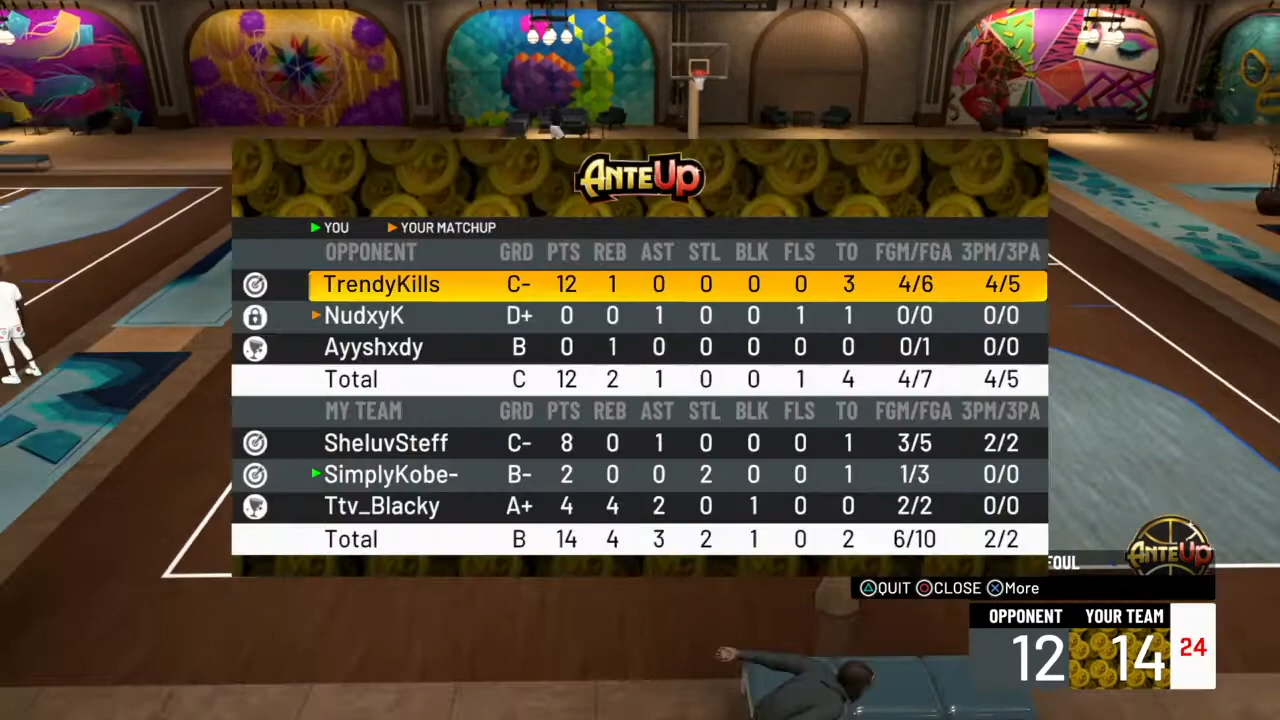 ANTEUP
YOU YOUR MATCHUP
OPPONENT GRD PTS REB AST STL BLK FLS TO FGM/FGA 3PM/3PA
TrendyKills C- 12 1 0 0 0 0 3 4/6 4/5
NudxyK D+ 0 0 1 0 0 1 1 0/0 0/0
Ayyshxdy B 0 1 0 0 0 0 0 0/1 0/0
Total C 12 2 1 0 0 1 4 4/7 4/5
MY TEAM GRD PTS REB AST STL BLK FLS TO FGM/FGA 3PM/3PA
SheluvSteff C- 8 0 1 0 0 0 1 3/5 2/2
SimplyKobe- B- 2 0 0 2 0 0 1 1/3 0/0
Ttv_Blacky A+ 4 4 2 0 1 0 0 2/2 0/0
Total B 14 4 3 2 1 0 2 6/10 2/2
ANTEUP
QUIT CLOSE More
OPPONENT YOUR TEAM
12 14 24